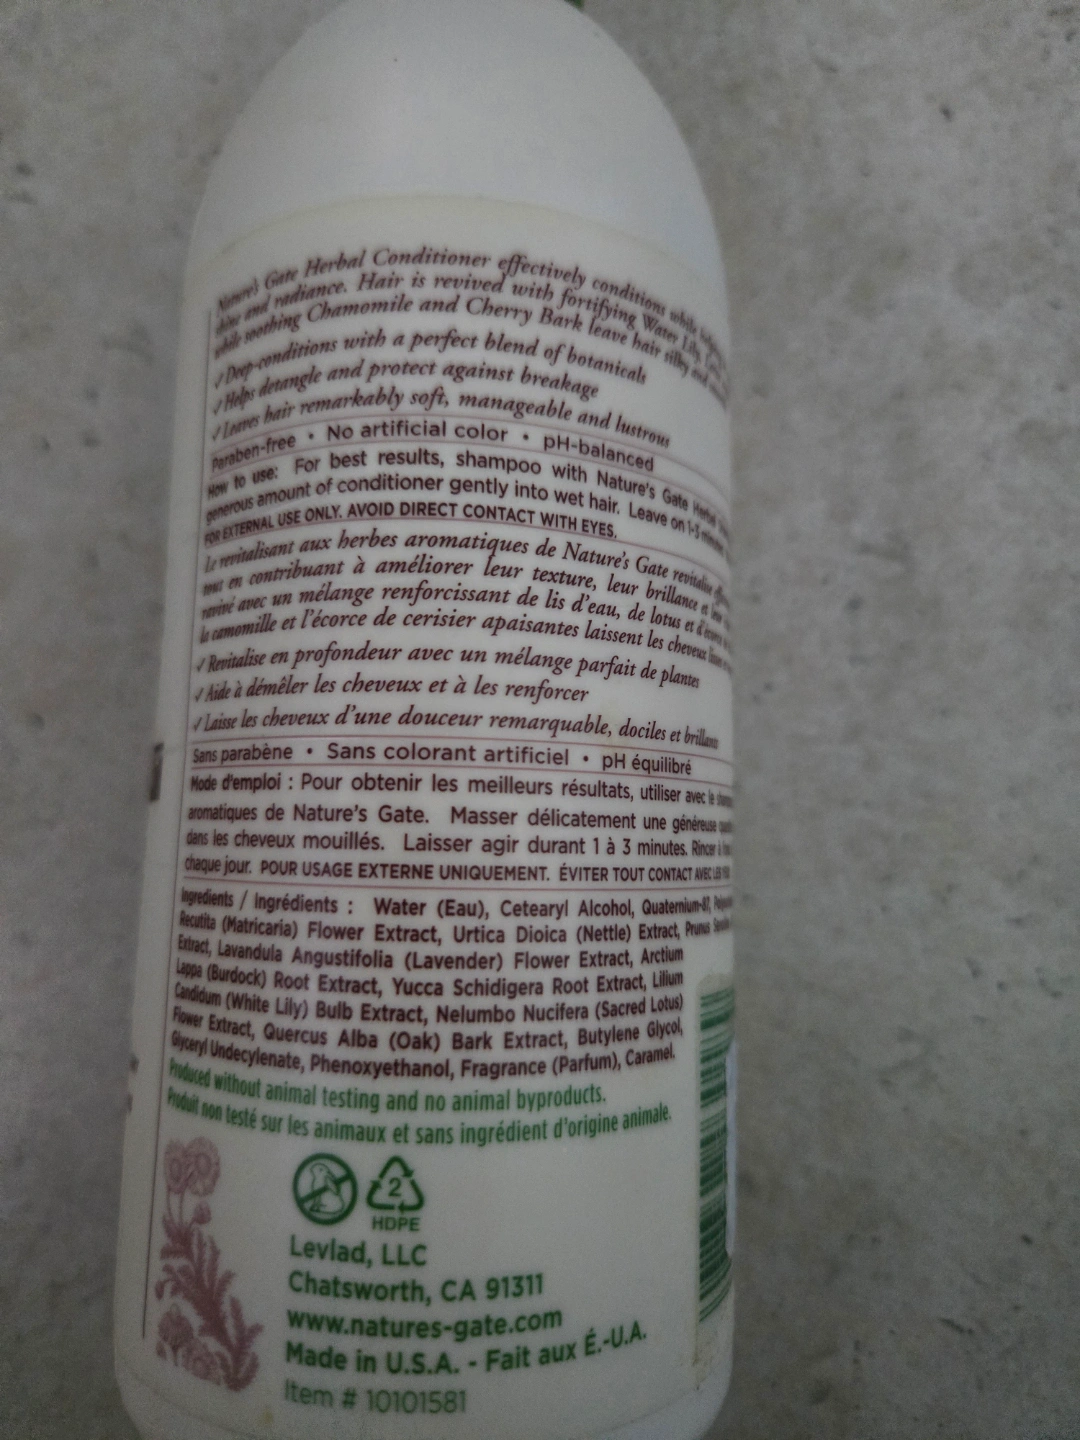 Nature's Gate Herbal Conditioner effectively conditions while
shine and radiance. Hair is revived with fortifying Water Lily,
while soothing Chamomile and Cherry Bark leave hair silky and
✓ Deep-conditions with a perfect blend of botanicals
✓ Helps detangle and protect against breakage
✓ Leaves hair remarkably soft, manageable and lustrous
Paraben-free • No artificial color • pH-balanced
How to use: For best results, shampoo with Nature's Gate Herbal
generous amount of conditioner gently into wet hair. Leave on 1-3
FOR EXTERNAL USE ONLY. AVOID DIRECT CONTACT WITH EYES.
Le revitalisant aux herbes aromatiques de Nature's Gate revitalise
tout en contribuant à améliorer leur texture, leur brillance et leur
ravivé avec un mélange renforcissant de lis d'eau, de lotus et
la camomille et l'écorce de cerisier apaisantes laissent les cheveux
✓ Revitalise en profondeur avec un mélange parfait de plantes
✓ Aide à démêler les cheveux et à les renforcer
✓ Laisse les cheveux d'une douceur remarquable, dociles et brillants
Sans parabène • Sans colorant artificiel • pH équilibré
Mode d'emploi : Pour obtenir les meilleurs résultats, utiliser avec le
aromatiques de Nature's Gate. Masser délicatement une généreuse
dans les cheveux mouillés. Laisser agir durant 1 à 3 minutes. Rincer à
chaque jour. POUR USAGE EXTERNE UNIQUEMENT. ÉVITER TOUT CONTACT AVEC LES
Ingredients / Ingrédients : Water (Eau), Cetearyl Alcohol, Quaternium-87,
Recutita (Matricaria) Flower Extract, Urtica Dioica (Nettle) Extract, Prunus
Extract, Lavandula Angustifolia (Lavender) Flower Extract, Arctium
Lappa (Burdock) Root Extract, Yucca Schidigera Root Extract, Lilium
Candidum (White Lily) Bulb Extract, Nelumbo Nucifera (Sacred Lotus)
Flower Extract, Quercus Alba (Oak) Bark Extract, Butylene Glycol,
Glyceryl Undecylenate, Phenoxyethanol, Fragrance (Parfum), Caramel.
Produced without animal testing and no animal byproducts.
Produit non testé sur les animaux et sans ingrédient d'origine animale.
2
HDPE
Levlad, LLC
Chatsworth, CA 91311
www.natures-gate.com
Made in U.S.A. - Fait aux É.-U.A.
Item # 10101581